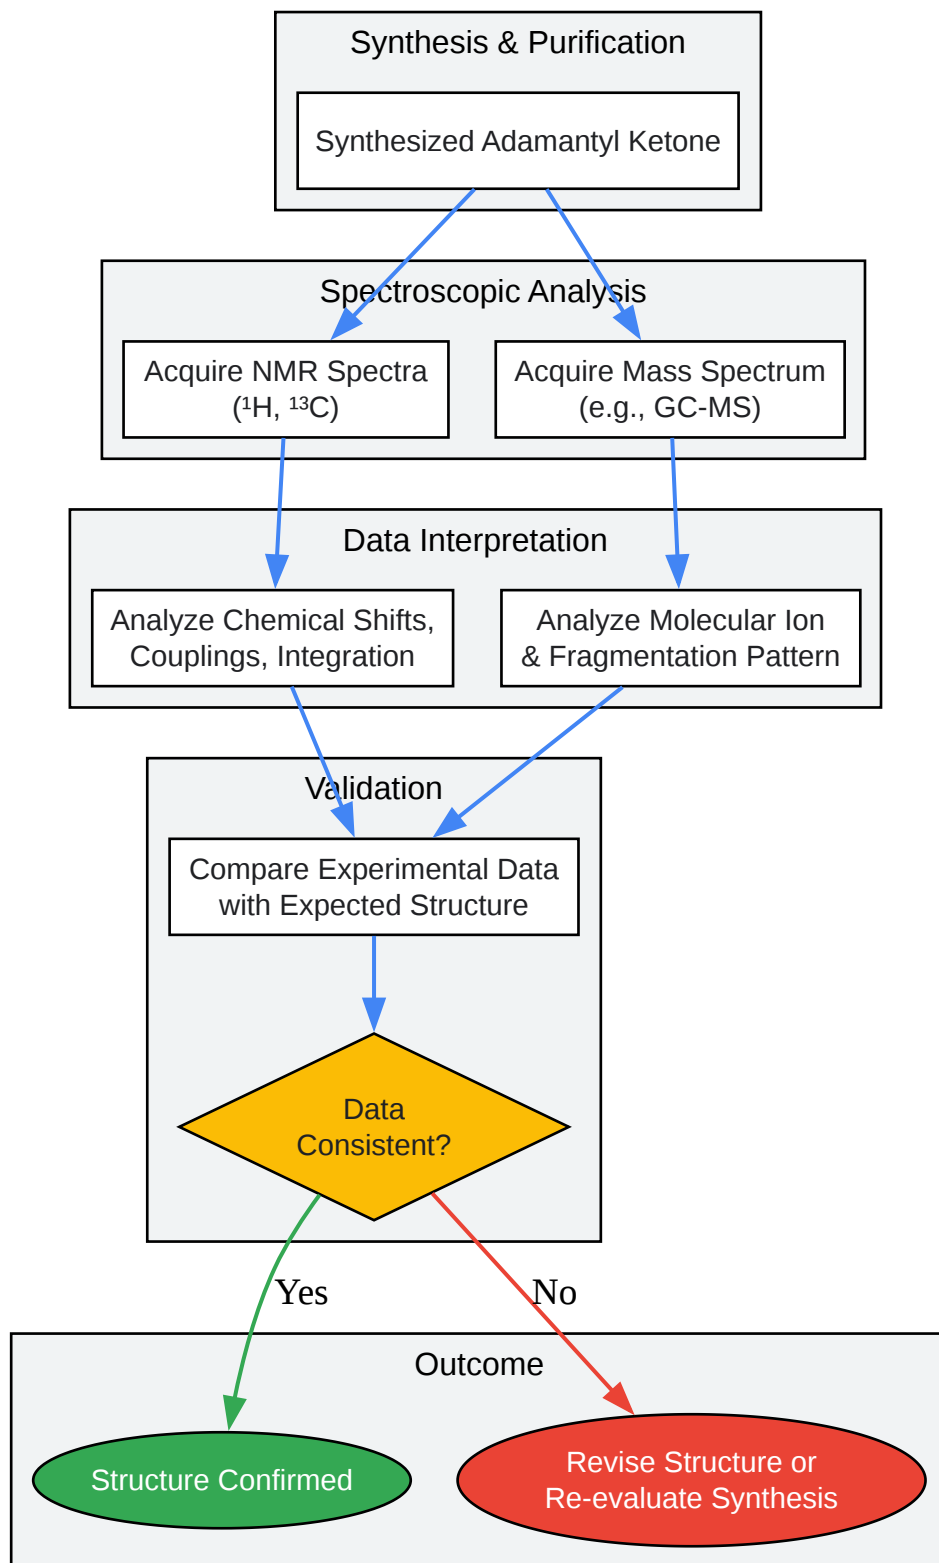 Synthesis & Purification
Synthesized Adamantyl Ketone
Spectroscopic Analysis
Acquire NMR Spectra
(¹H, ¹³C)
Acquire Mass Spectrum
(e.g., GC-MS)
Data Interpretation
Analyze Chemical Shifts,
Couplings, Integration
Analyze Molecular Ion
& Fragmentation Pattern
Validation
Compare Experimental Data
with Expected Structure
Data
Consistent?
Yes
No
Outcome
Structure Confirmed
Revise Structure or
Re-evaluate Synthesis